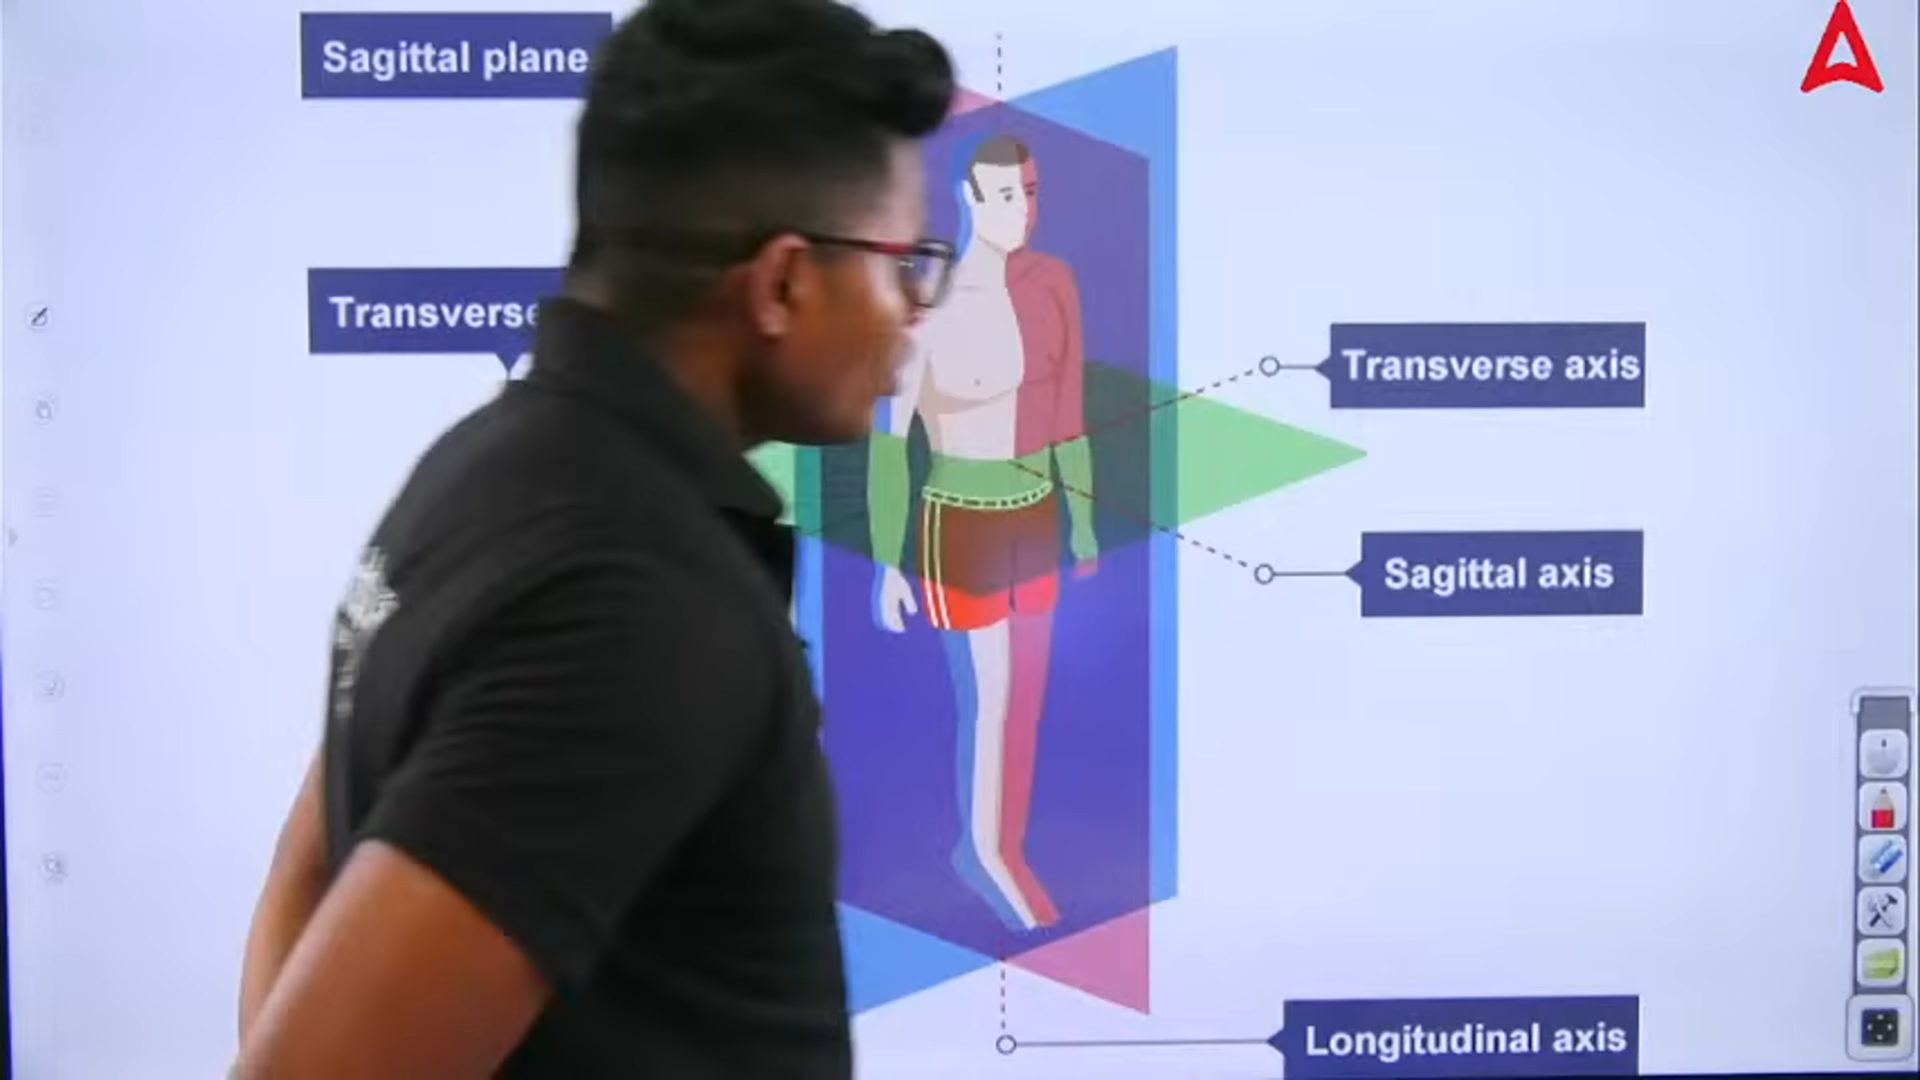 Sagittal plane
Transverse
Transverse axis
Sagittal axis
Longitudinal axis